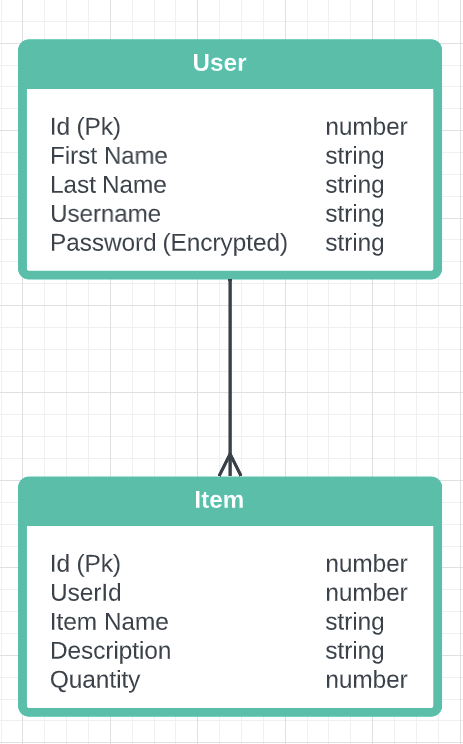 User
Id (Pk) number
First Name string
Last Name string
Username string
Password (Encrypted) string
Item
Id (Pk) number
UserId number
Item Name string
Description string
Quantity number